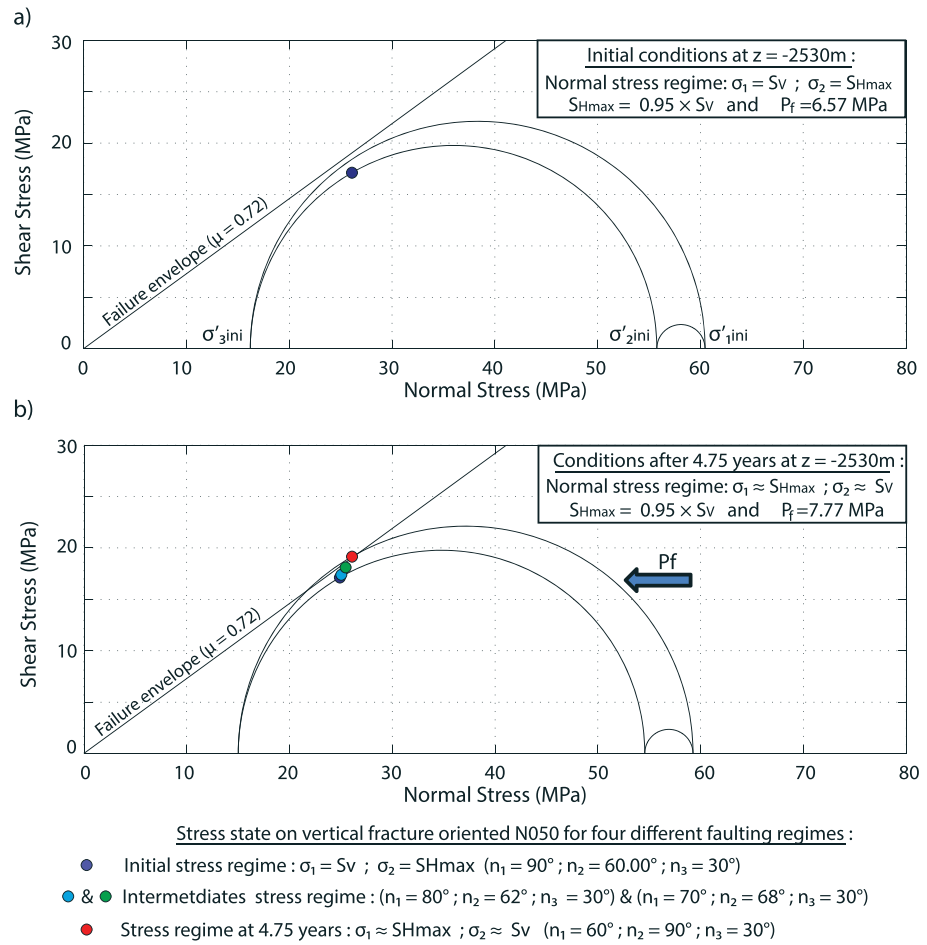 a)
30
20
10
0
Shear Stress (MPa)
Initial conditions at z = -2530m :
Normal stress regime: σ₁ = Sv ; σ₂ = SHmax
SHmax = 0.95 × Sv and Pf =6.57 MPa
Failure envelope (μ = 0.72)
σ′₃ini
σ′₂ini
σ′₁ini
0 10 20 30 40 50 60 70 80
Normal Stress (MPa)
b)
30
20
10
0
Shear Stress (MPa)
Conditions after 4.75 years at z = -2530m :
Normal stress regime: σ₁ ≈ SHmax ; σ₂ ≈ Sv
SHmax = 0.95 × Sv and Pf =7.77 MPa
Pf
Failure envelope (μ = 0.72)
0 10 20 30 40 50 60 70 80
Normal Stress (MPa)
Stress state on vertical fracture oriented N050 for four different faulting regimes :
Initial stress regime : σ₁ = Sv ; σ₂ = SHmax (n₁ = 90° ; n₂ = 60.00° ; n₃ = 30°)
& Intermetdiates stress regime : (n₁ = 80° ; n₂ = 62° ; n₃ = 30°) & (n₁ = 70° ; n₂ = 68° ; n₃ = 30°)
Stress regime at 4.75 years : σ₁ ≈ SHmax ; σ₂ ≈ Sv (n₁ = 60° ; n₂ = 90° ; n₃ = 30°)